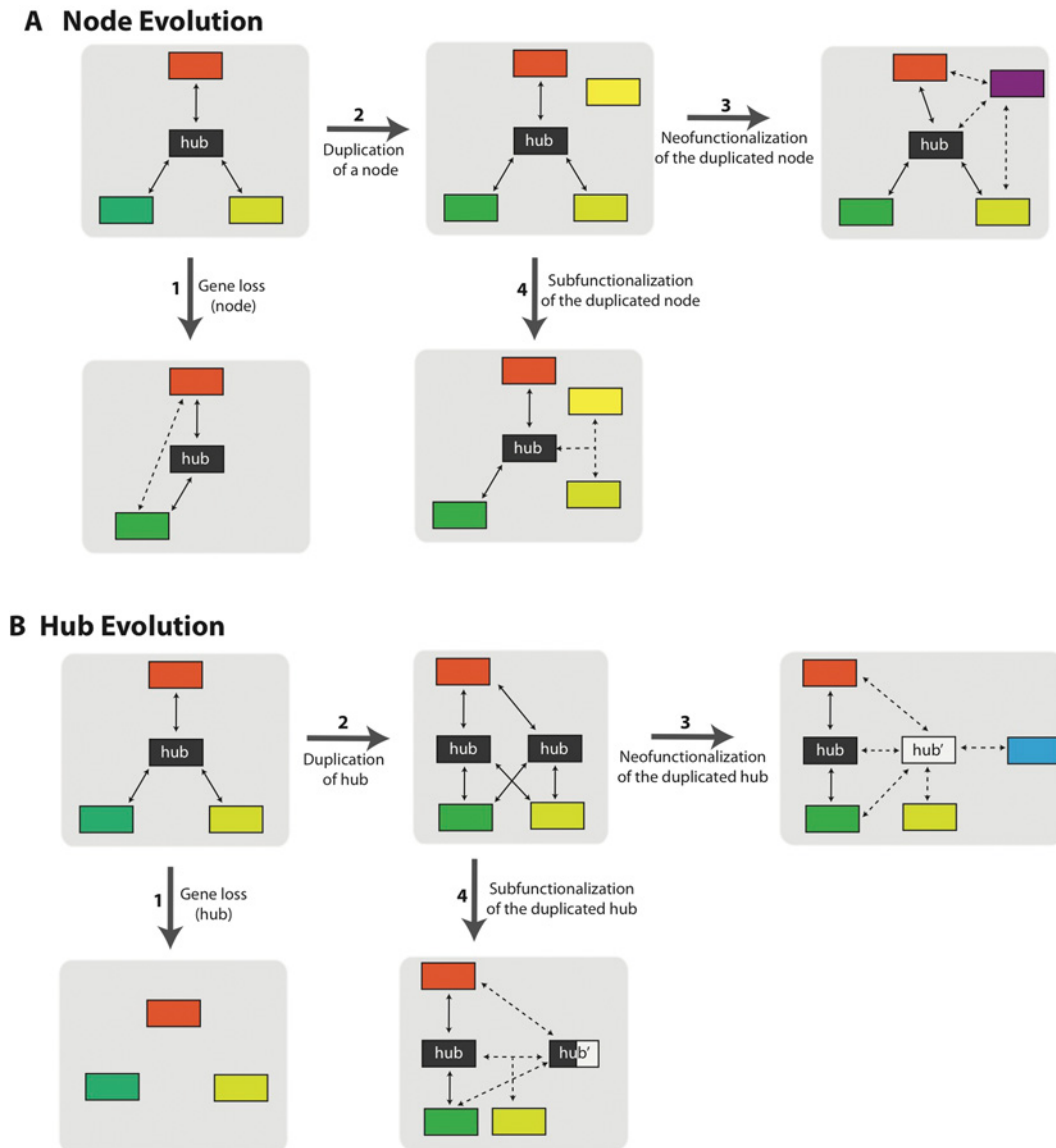 A Node Evolution
hub
2
Duplication
of a node
hub
3
Neofunctionalization
of the duplicated node
hub
1
Gene loss
(node)
4
Subfunctionalization
of the duplicated node
hub
hub
B Hub Evolution
hub
2
Duplication
of hub
hub
hub
3
Neofunctionalization
of the duplicated hub
hub
hub'
1
Gene loss
(hub)
4
Subfunctionalization
of the duplicated hub
hub
hub'